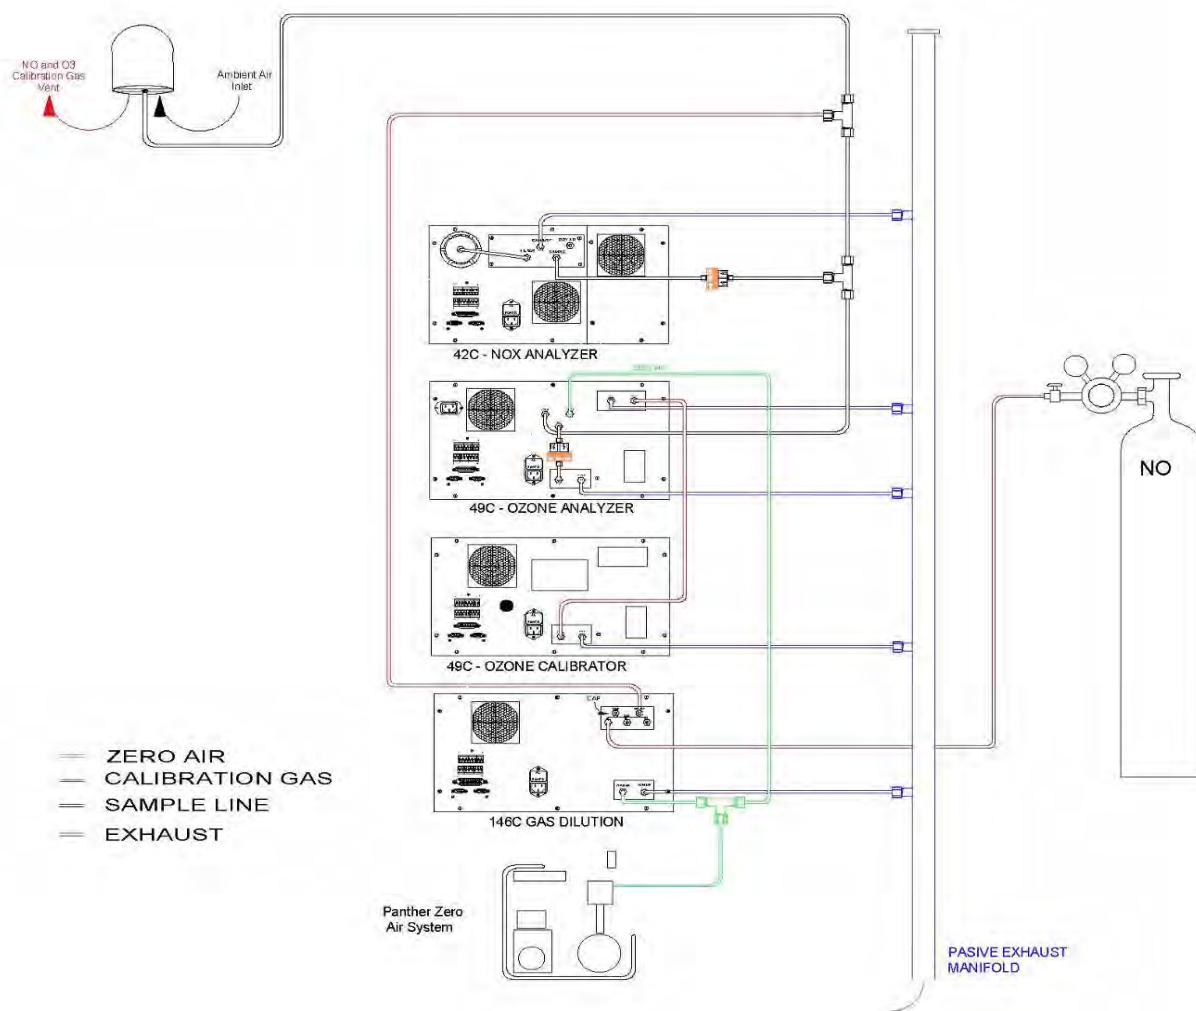 NO and O3
Calibration Gas
Vent
Ambient Air
Inlet
42C - NOX ANALYZER
49C - OZONE ANALYZER
NO
49C - OZONE CALIBRATOR
CAP
146C GAS DILUTION
ZERO AIR
CALIBRATION GAS
SAMPLE LINE
EXHAUST
Panther Zero
Air System
PASIVE EXHAUST
MANIFOLD